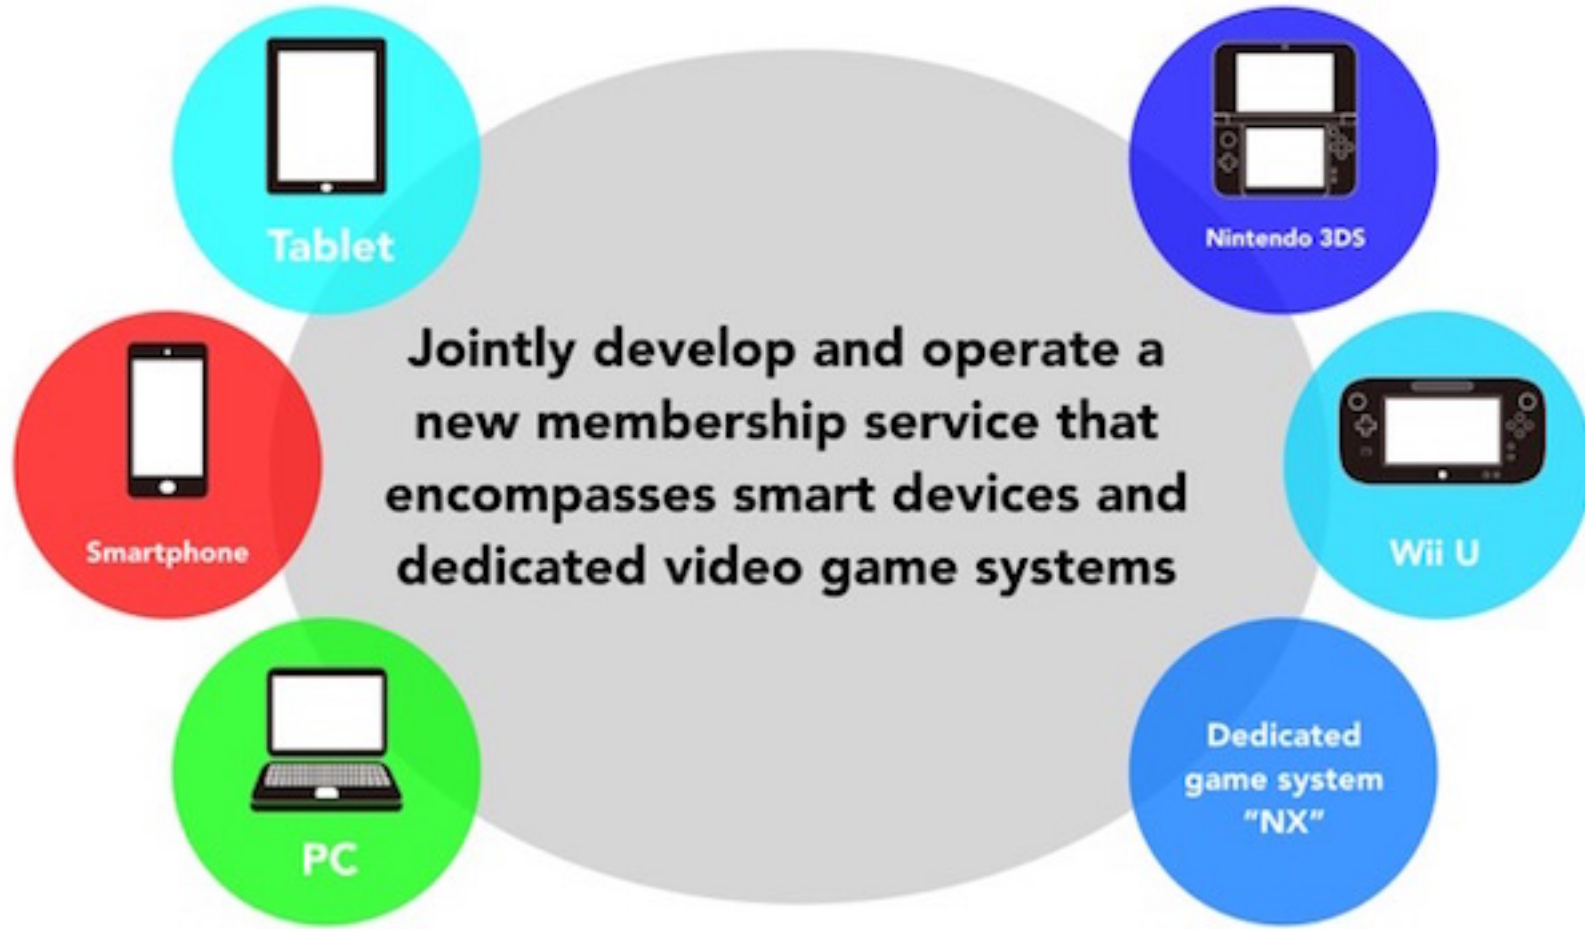 Tablet
Nintendo 3DS
Jointly develop and operate a
new membership service that
encompasses smart devices and
dedicated video game systems
Smartphone
Wii U
PC
Dedicated
game system
"NX"